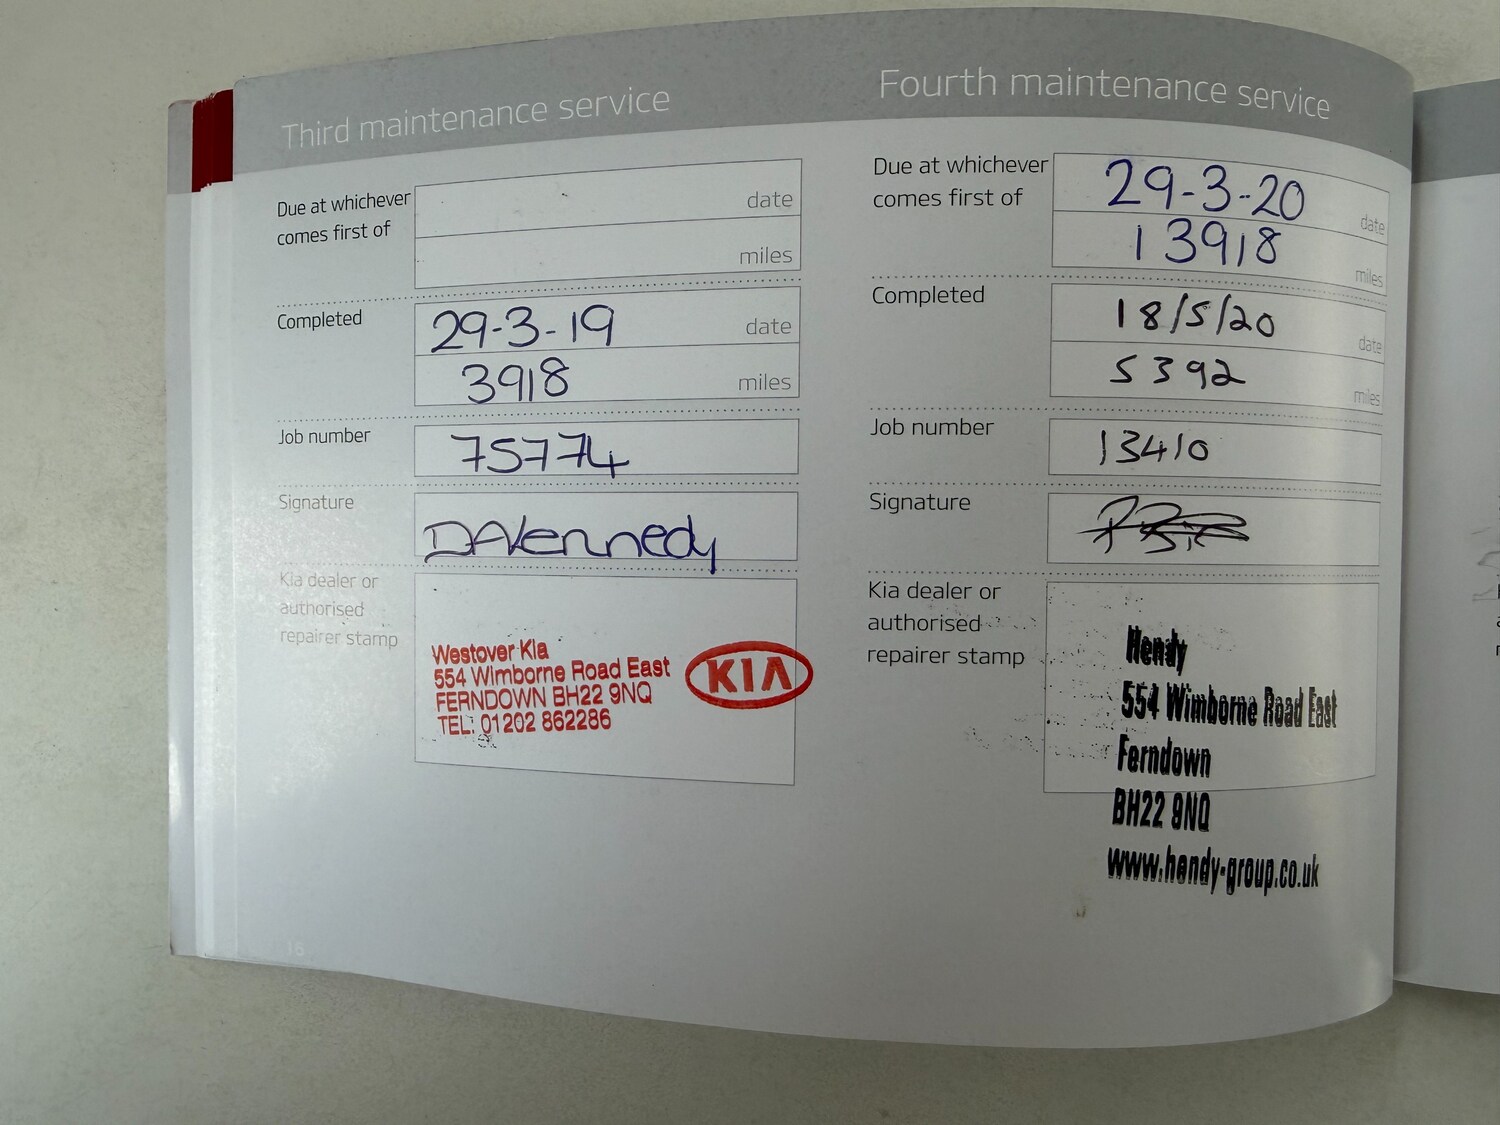 Third maintenance service
Due at whichever
comes first of
date
miles
Completed
29-3-19 date
3918 miles
Job number
75774
Signature
DAKennedy
Kia dealer or
authorised
repairer stamp
Westover Kia
554 Wimborne Road East
FERNDOWN BH22 9NQ
TEL: 01202 862286
KIA
16
Fourth maintenance service
Due at whichever
comes first of
29-3-20 date
13918 miles
Completed
18/5/20 date
5392 miles
Job number
13410
Signature
Kia dealer or
authorised
repairer stamp
Hendy
554 Wimborne Road East
Ferndown
BH22 9NQ
www.hendy-group.co.uk